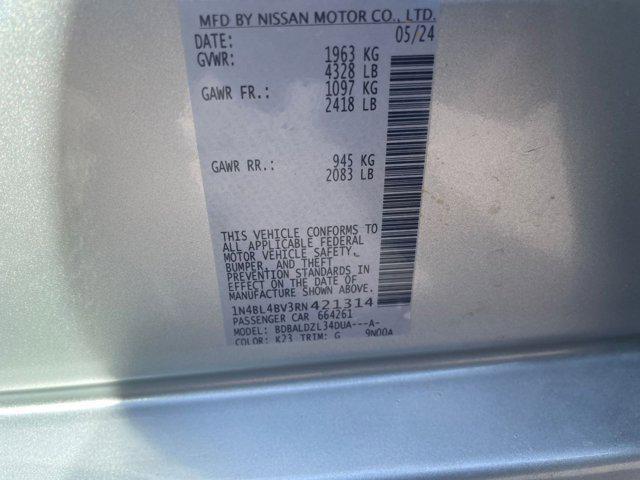 MFD BY NISSAN MOTOR CO., LTD.
DATE: 05/24
GVWR: 1963 KG
4328 LB
GAWR FR.: 1097 KG
2418 LB
GAWR RR.: 945 KG
2083 LB
THIS VEHICLE CONFORMS TO
ALL APPLICABLE FEDERAL
MOTOR VEHICLE SAFETY,
BUMPER, AND THEFT
PREVENTION STANDARDS IN
EFFECT ON THE DATE OF
MANUFACTURE SHOWN ABOVE.
1N4BL4BV3RN421314
PASSENGER CAR 664261
MODEL: BDBALDZL34DUA---A-
COLOR: K23 TRIM: G 9N00A